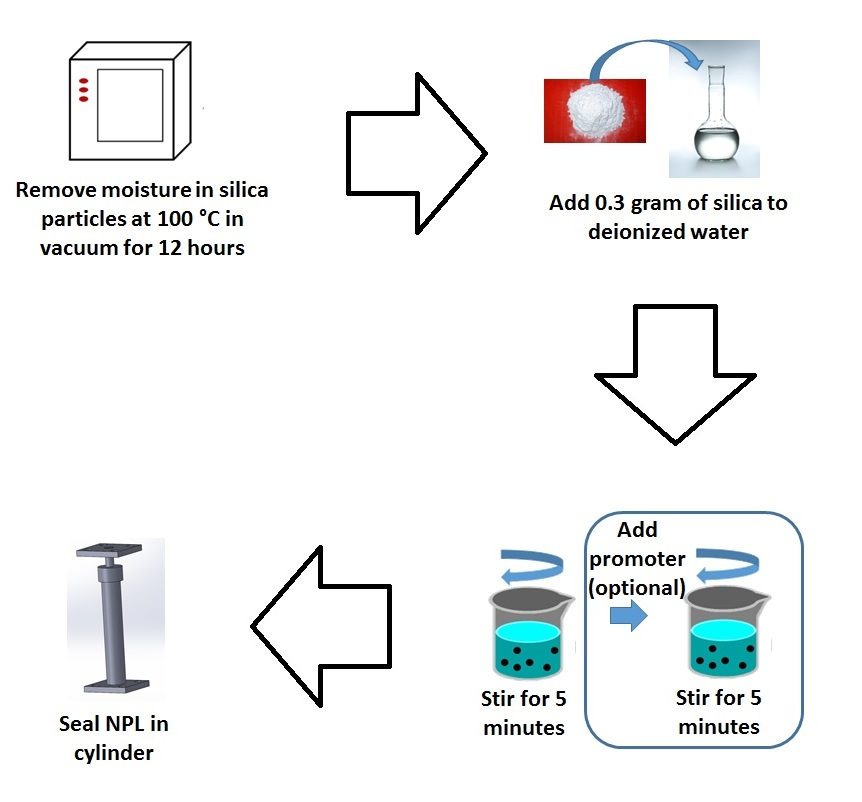 Remove moisture in silica
particles at 100 °C in
vacuum for 12 hours
Add 0.3 gram of silica to
deionized water
Stir for 5
minutes
Add
promoter
(optional)
Stir for 5
minutes
Seal NPL in
cylinder